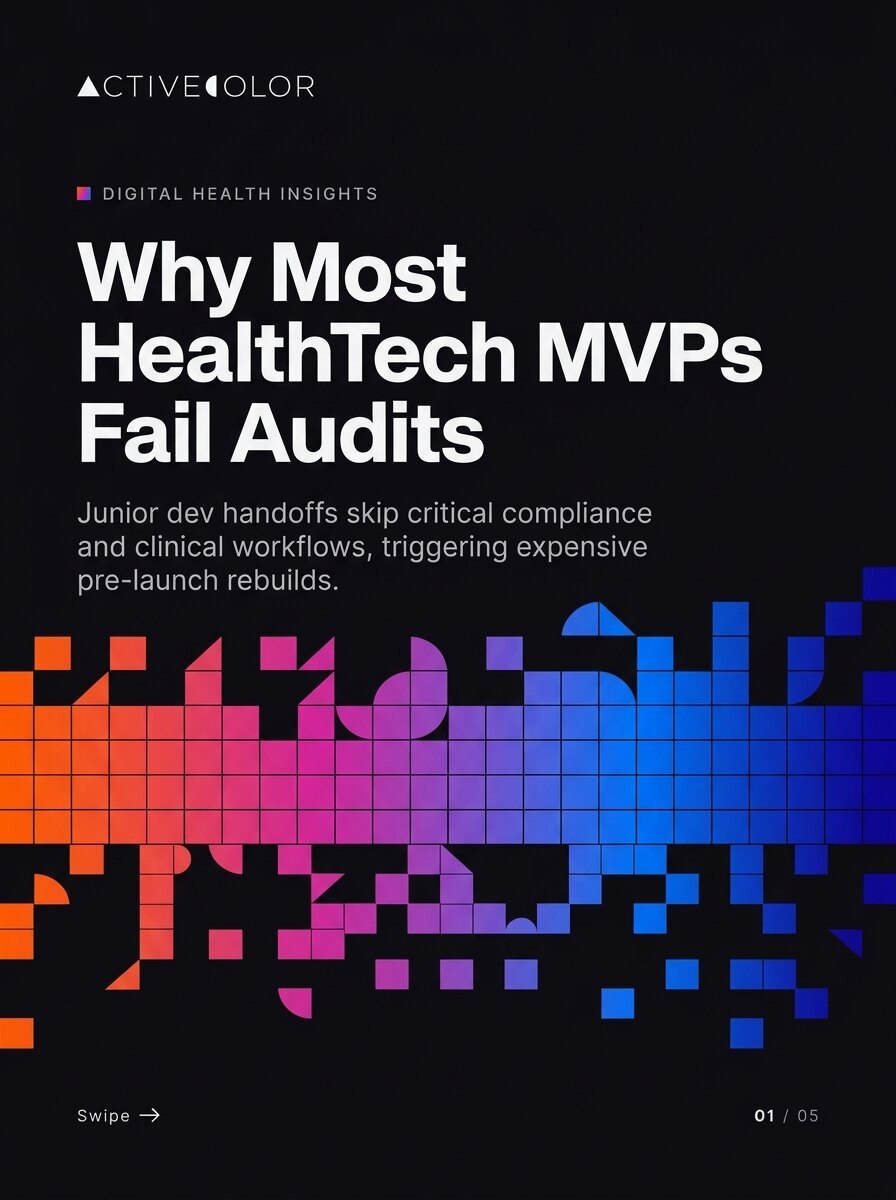 ACTIVECOLOR
DIGITAL HEALTH INSIGHTS
Why Most
HealthTech MVPs
Fail Audits
Junior dev handoffs skip critical compliance
and clinical workflows, triggering expensive
pre-launch rebuilds.
Swipe →
01 / 05